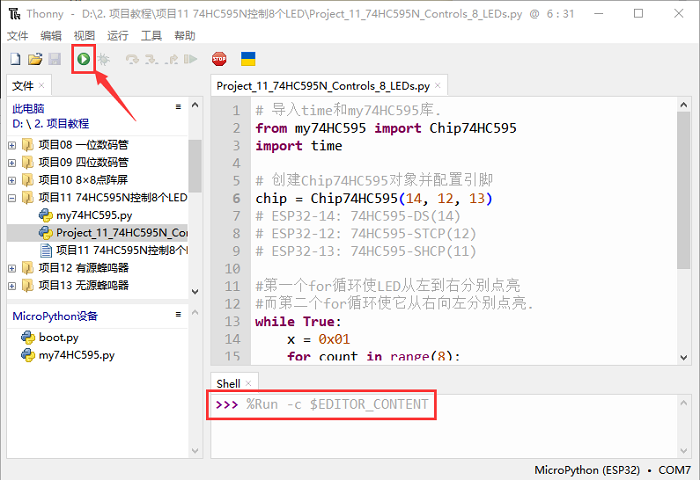 Thonny - D:\2. 项目教程\项目11 74HC595N控制8个LED\Project_11_74HC595N_Controls_8_LEDs.py @ 6 : 31
文件 编辑 视图 运行 工具 帮助
STOP
文件
此电脑
D: \ 2. 项目教程
项目08 一位数码管
项目09 四位数码管
项目10 8×8点阵屏
项目11 74HC595N控制8个LED
my74HC595.py
Project_11_74HC595N_Co
项目11 74HC595N控制8个l
项目12 有源蜂鸣器
项目13 无源蜂鸣器
MicroPython设备
boot.py
my74HC595.py
Project_11_74HC595N_Controls_8_LEDs.py
1 # 导入time和my74HC595库.
2 from my74HC595 import Chip74HC595
3 import time
4
5 # 创建Chip74HC595对象并配置引脚
6 chip = Chip74HC595(14, 12, 13)
7 # ESP32-14: 74HC595-DS(14)
8 # ESP32-12: 74HC595-STCP(12)
9 # ESP32-13: 74HC595-SHCP(11)
10
11 #第一个for循环使LED从左到右分别点亮
12 #而第二个for循环使它从右向左分别点亮.
13 while True:
14 x = 0x01
15 for count in range(8):
Shell
>>> %Run -c $EDITOR_CONTENT
MicroPython (ESP32) • COM7